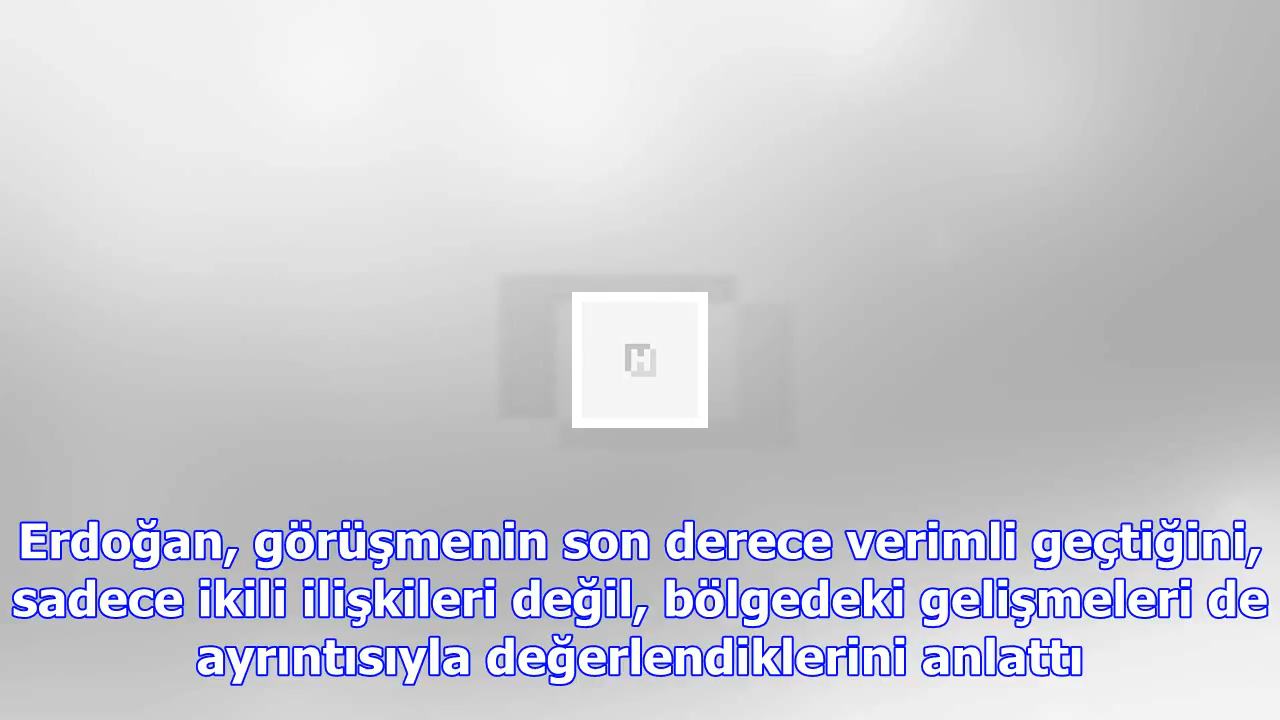 H
Erdoğan, görüşmenin son derece verimli geçtiğini,
sadece ikili ilişkileri değil, bölgedeki gelişmeleri de
ayrıntısıyla değerlendiklerini anlattı